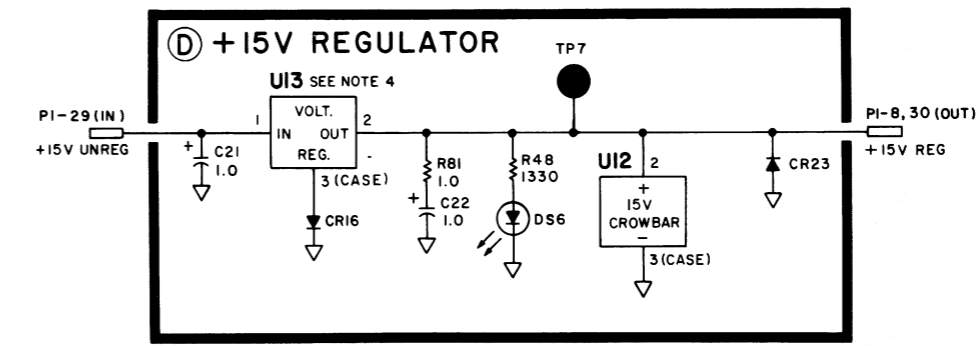 D +15V REGULATOR
TP7
U13 SEE NOTE 4
P1-29(IN)
+15V UNREG
1
VOLT.
IN OUT
REG.
2
P1-8,30(OUT)
+15V REG
+
C21
1.0
3(CASE)
CR16
R81
1.0
+
C22
1.0
R48
1330
DS6
U12
2
+
15V
CROWBAR
−
3(CASE)
CR23